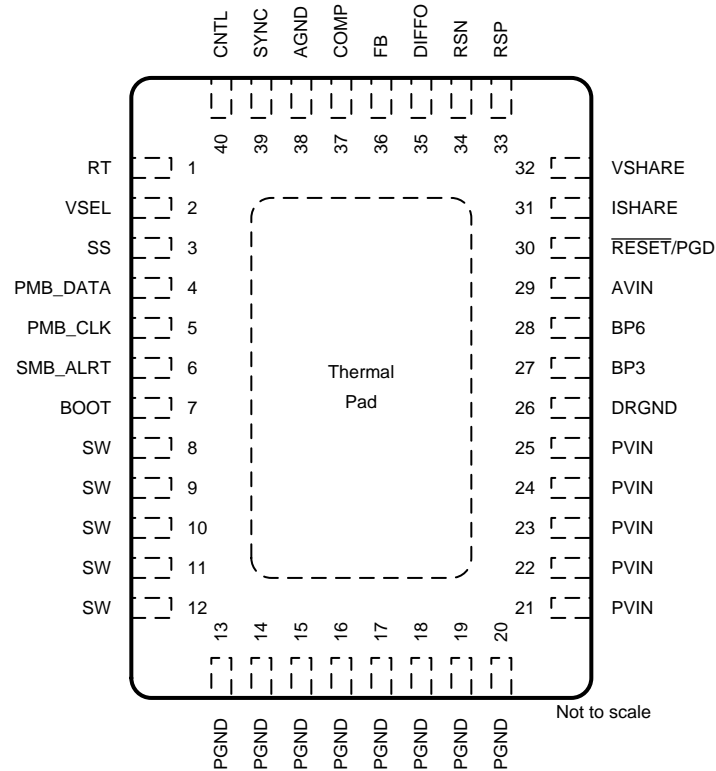 CNTL SYNC AGND COMP FB DIFFO RSN RSP
40 39 38 37 36 35 34 33
RT 1 32 VSHARE
VSEL 2 31 ISHARE
SS 3 30 RESET/PGD
PMB_DATA 4 29 AVIN
PMB_CLK 5 28 BP6
SMB_ALRT 6 27 BP3
Thermal
Pad
BOOT 7 26 DRGND
SW 8 25 PVIN
SW 9 24 PVIN
SW 10 23 PVIN
SW 11 22 PVIN
SW 12 21 PVIN
13 14 15 16 17 18 19 20
PGND PGND PGND PGND PGND PGND PGND PGND
Not to scale